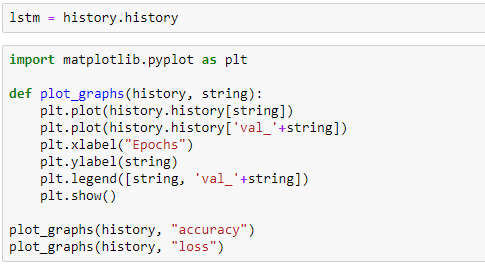 lstm = history.history
import matplotlib.pyplot as plt
def plot_graphs(history, string):
    plt.plot(history.history[string])
    plt.plot(history.history['val_'+string])
    plt.xlabel("Epochs")
    plt.ylabel(string)
    plt.legend([string, 'val_'+string])
    plt.show()
plot_graphs(history, "accuracy")
plot_graphs(history, "loss")